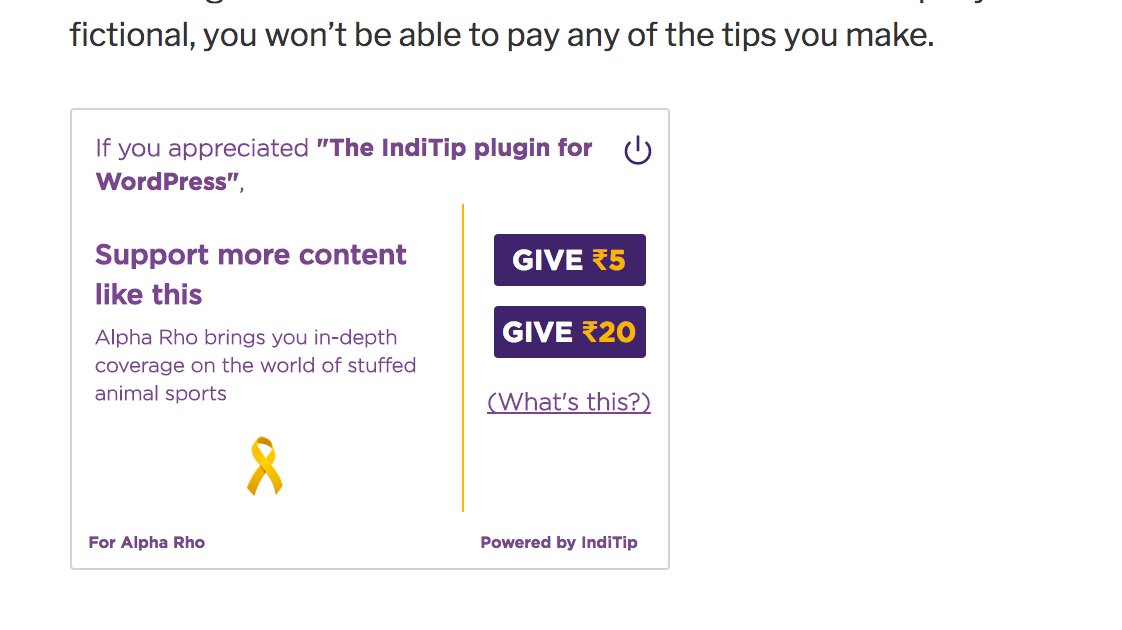 fictional, you won’t be able to pay any of the tips you make.
If you appreciated "The IndiTip plugin for
WordPress",
Support more content
like this
Alpha Rho brings you in-depth
coverage on the world of stuffed
animal sports
For Alpha Rho
GIVE ₹5
GIVE ₹20
(What's this?)
Powered by IndiTip